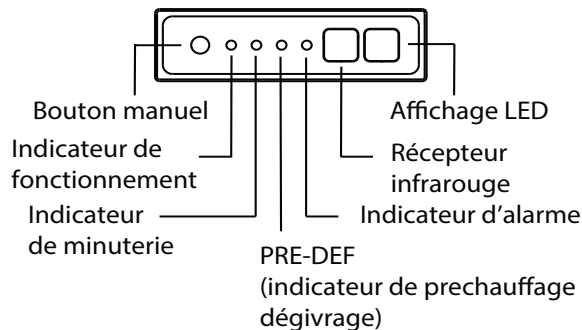 Bouton manuel
Affichage LED
Indicateur de
fonctionnement
Récepteur
infrarouge
Indicateur
de minuterie
Indicateur d’alarme
PRE-DEF
(indicateur de prechauffage
dégivrage)